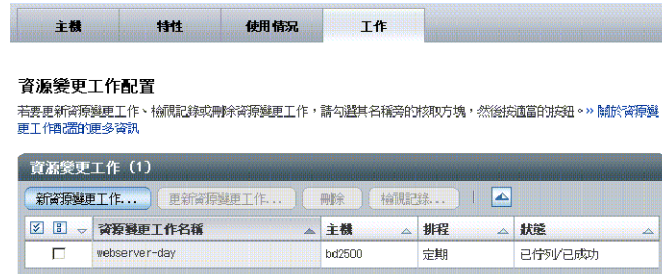 主機 特性 使用情況 工作
資源變更工作配置
若要更新資源變更工作、檢視記錄或刪除資源變更工作，請勾選其名稱旁的核取方塊，然後按適當的按鈕。» 關於資源變
更工作配置的更多資訊
資源變更工作 (1)
新資源變更工作... 更新資源變更工作... 刪除 檢視記錄...
資源變更工作名稱 主機 排程 狀態
webserver-day bd2500 定期 已佇列/已成功